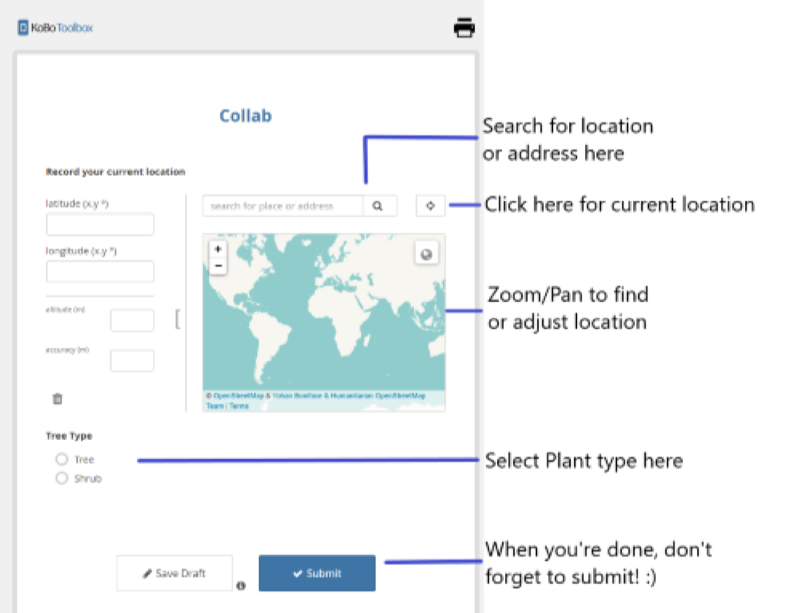 KoBoToolbox
Collab
Search for location
or address here
Record your current location
latitude (x.y °)
search for place or address
Click here for current location
longitude (x.y °)
+
−
Zoom/Pan to find
or adjust location
altitude (m)
accuracy (m)
© OpenStreetMap & Yohan Boniface & Humanitarian OpenStreetMap
Team | Terms
Tree Type
Tree
Select Plant type here
Shrub
When you're done, don't
forget to submit! :)
Save Draft
Submit